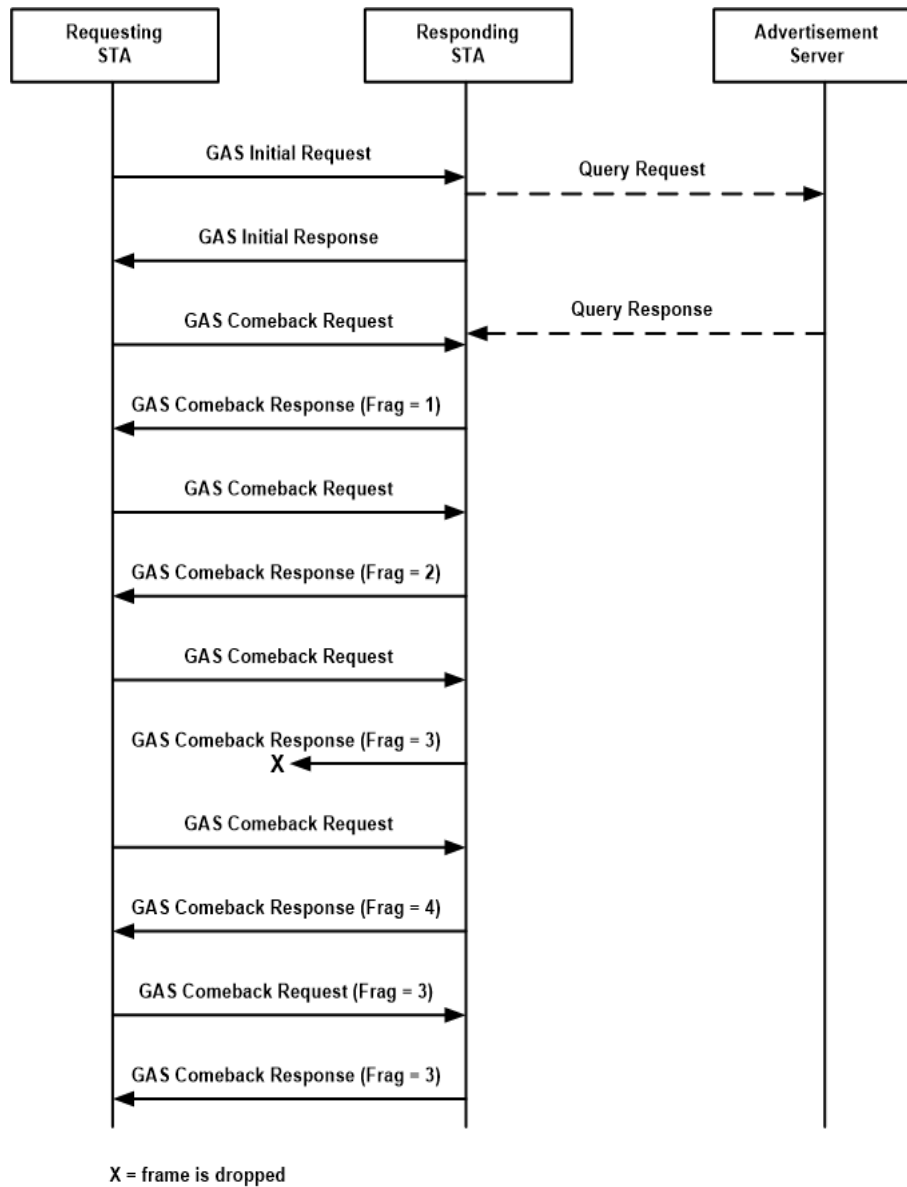 Requesting
STA
Responding
STA
Advertisement
Server
GAS Initial Request
Query Request
GAS Initial Response
Query Response
GAS Comeback Request
GAS Comeback Response (Frag = 1)
GAS Comeback Request
GAS Comeback Response (Frag = 2)
GAS Comeback Request
GAS Comeback Response (Frag = 3)
X
GAS Comeback Request
GAS Comeback Response (Frag = 4)
GAS Comeback Request (Frag = 3)
GAS Comeback Response (Frag = 3)
X = frame is dropped